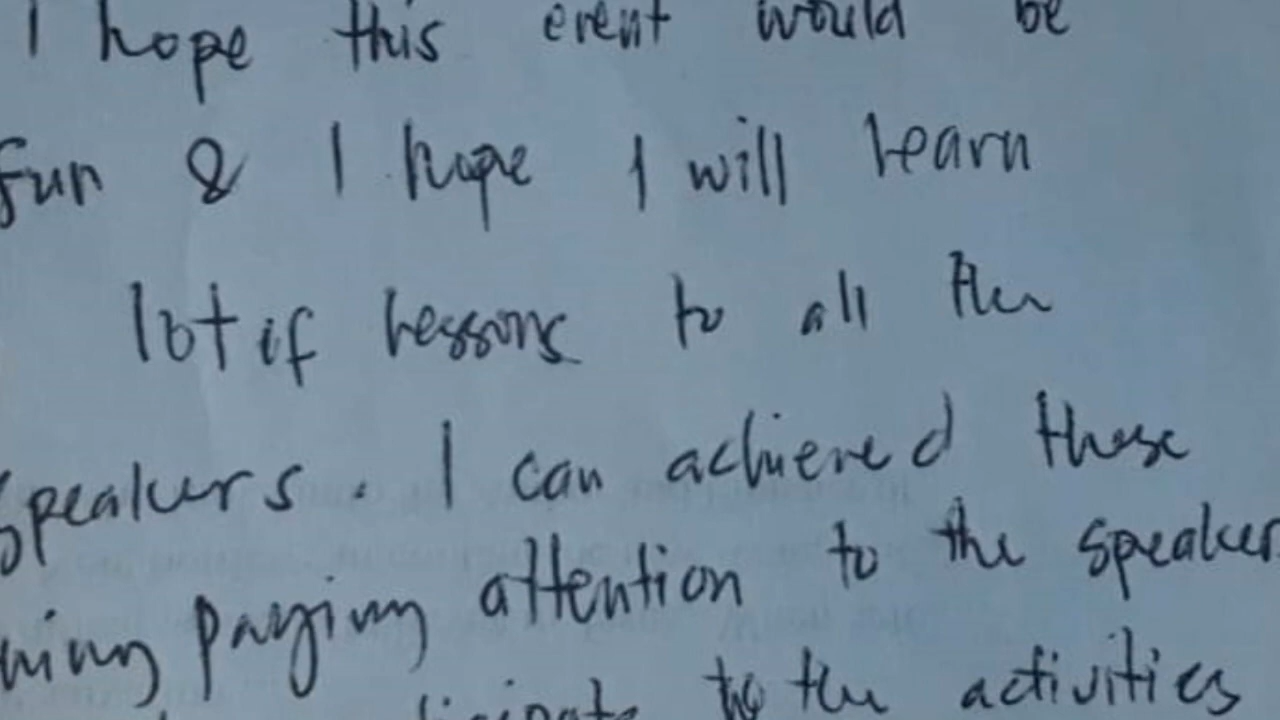 I hope this event would be
fun & I hope I will learn
lot if lessons to all the
speakers. I can achieved these
paying attention to the speaker
to the activities